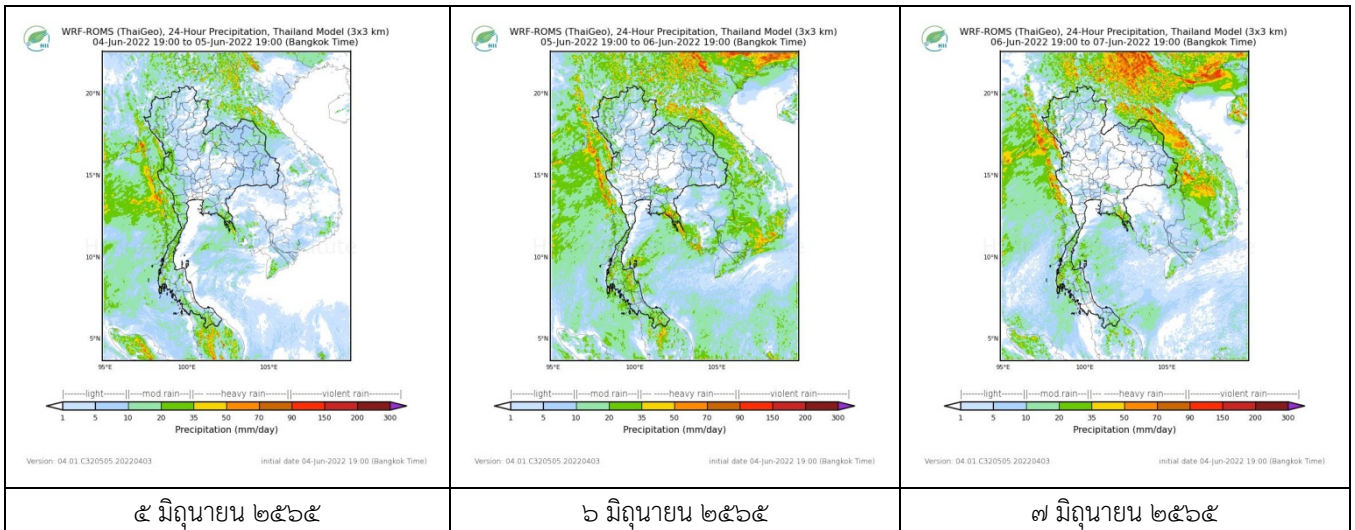 WRF-ROMS (ThaiGeo), 24-Hour Precipitation, Thailand Model (3x3 km)
04-Jun-2022 19:00 to 05-Jun-2022 19:00 (Bangkok Time)
HII
20°N
15°N
10°N
5°N
95°E
100°E
105°E
|-------light------||----mod.rain---||--- ---heavy rain----||------violent rain------|
1 5 10 20 35 50 70 90 150 200 300
Precipitation (mm/day)
Version: 04.01.C320505.20220403
initial date 04-Jun-2022 19:00 (Bangkok Time)
๕ มิถุนายน ๒๕๖๕
WRF-ROMS (ThaiGeo), 24-Hour Precipitation, Thailand Model (3x3 km)
05-Jun-2022 19:00 to 06-Jun-2022 19:00 (Bangkok Time)
HII
20°N
15°N
10°N
5°N
95°E
100°E
105°E
|-------light------||----mod.rain---||--- ---heavy rain----||------violent rain------|
1 5 10 20 35 50 70 90 150 200 300
Precipitation (mm/day)
Version: 04.01.C320505.20220403
initial date 04-Jun-2022 19:00 (Bangkok Time)
๖ มิถุนายน ๒๕๖๕
WRF-ROMS (ThaiGeo), 24-Hour Precipitation, Thailand Model (3x3 km)
06-Jun-2022 19:00 to 07-Jun-2022 19:00 (Bangkok Time)
HII
20°N
15°N
10°N
5°N
95°E
100°E
105°E
|-------light------||----mod.rain---||--- ---heavy rain----||------violent rain------|
1 5 10 20 35 50 70 90 150 200 300
Precipitation (mm/day)
Version: 04.01.C320505.20220403
initial date 04-Jun-2022 19:00 (Bangkok Time)
๗ มิถุนายน ๒๕๖๕